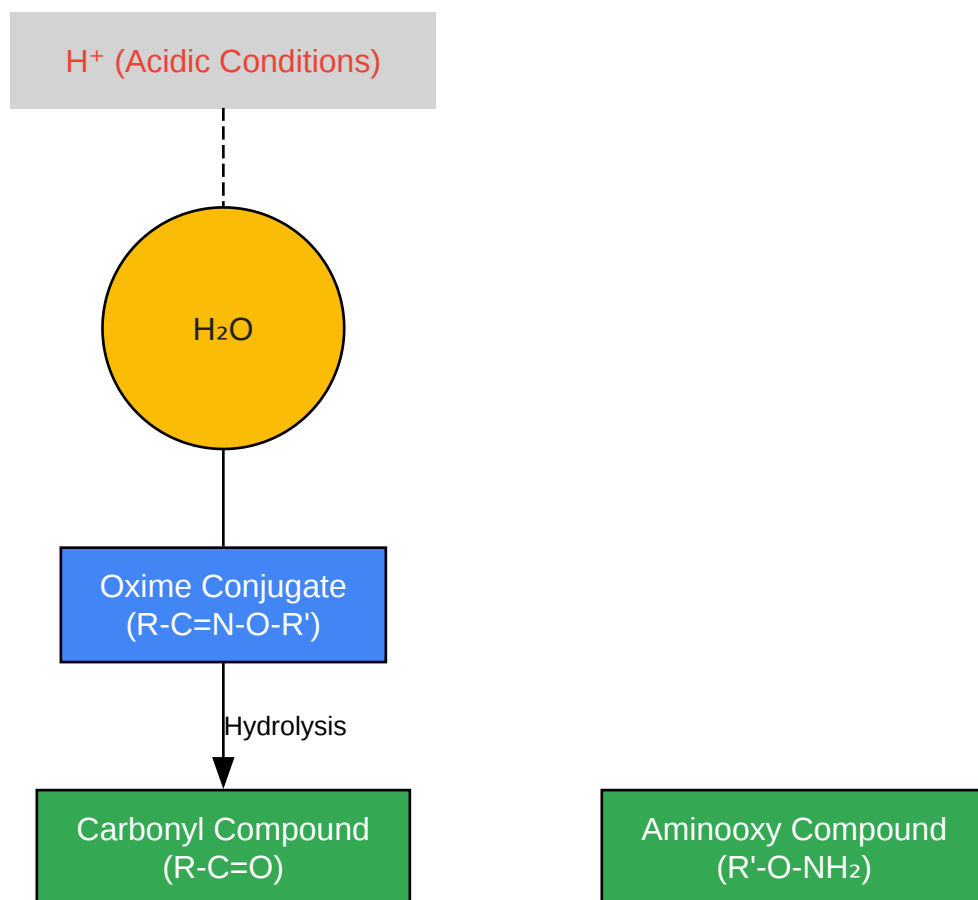 H⁺ (Acidic Conditions)
H₂O
Oxime Conjugate
(R-C=N-O-R')
Hydrolysis
Carbonyl Compound
(R-C=O)
Aminooxy Compound
(R'-O-NH₂)